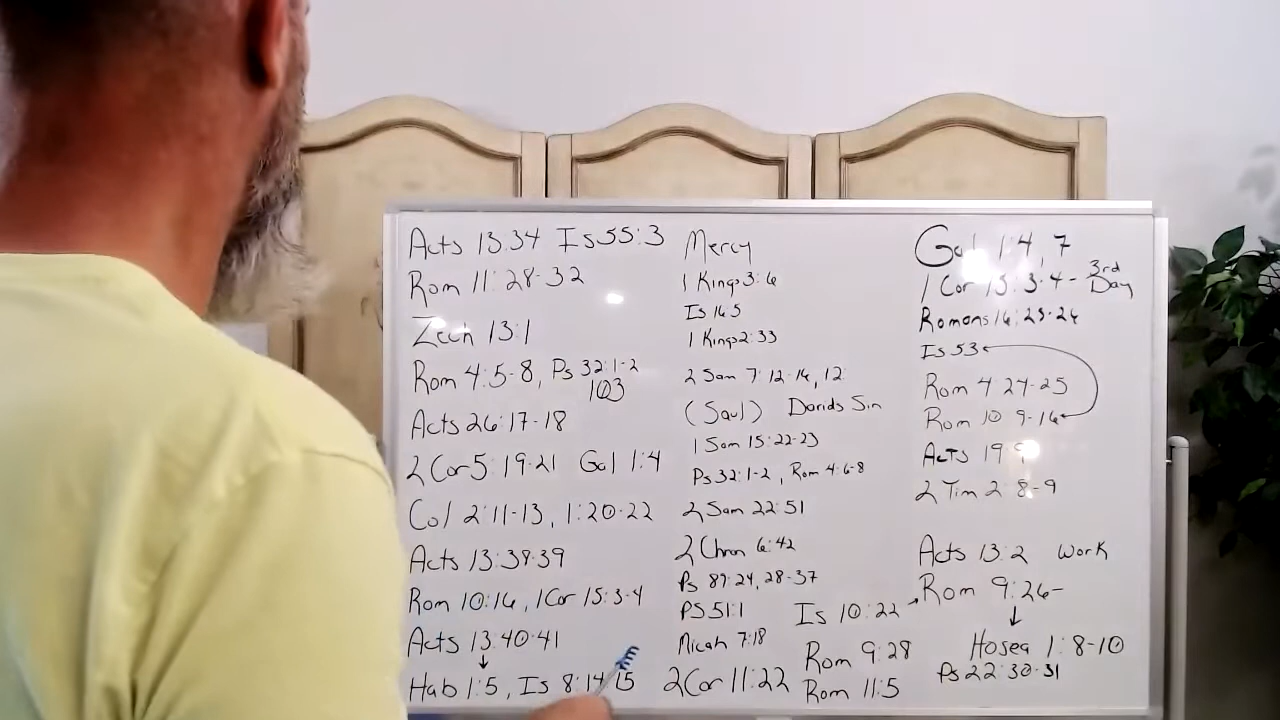 Acts 13:34 Is 55:3
Rom 11:28-32
Zech 13:1
Rom 4:5-8, Ps 32:1-2
103
Acts 26:17-18
2 Cor 5:19-21 Gal 1:4
Col 2:11-13, 1:20-22
Acts 13:38-39
Rom 10:16, 1 Cor 15:3-4
Acts 13:40-41
Hab 1:5, Is 8:14 15
Mercy
1 Kings 3:6
Is 16:5
1 Kings 2:33
2 Sam 7:12-16, 12
(Saul) Davids Sin
1 Sam 15:22-23
Ps 32:1-2, Rom 4:6-8
2 Sam 22:51
2 Chron 6:42
Ps 89:24, 28-37
PS 51:1
Micah 7:18
2 Cor 11:22
Is 10:22
Rom 9:28
Rom 11:5
Gal 1:4, 7
1 Cor 15:3-4 - 3rd Day
Romans 16:25-26
Is 53
Rom 4 24-25
Rom 10 9-16
Acts 19
2 Tim 2 8-9
Acts 13:2 work
Rom 9:26-
Hosea 1:8-10
Ps 22:30-31